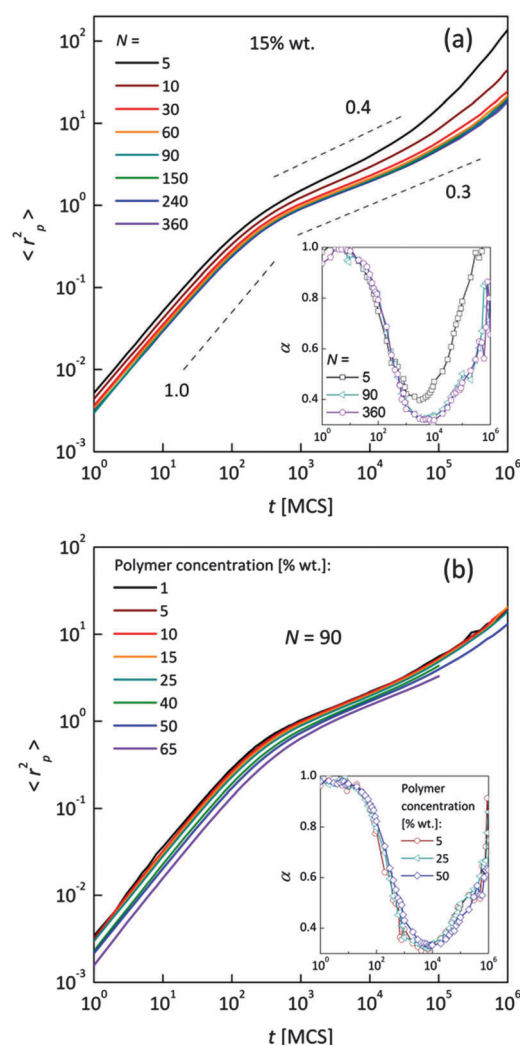 (a)
15% wt.
N =
5
10
30
60
90
150
240
360
0.4
0.3
1.0
10²
10¹
10⁰
10⁻¹
10⁻²
10⁻³
< r²ₚ >
10⁰ 10¹ 10² 10³ 10⁴ 10⁵ 10⁶
t [MCS]
1.0
0.8
0.6
0.4
α
N =
5
90
360
10⁰ 10² 10⁴ 10⁶
(b)
Polymer concentration [% wt.]:
1
5
10
15
25
40
50
65
N = 90
10²
10¹
10⁰
10⁻¹
10⁻²
10⁻³
< r²ₚ >
10⁰ 10¹ 10² 10³ 10⁴ 10⁵ 10⁶
t [MCS]
1.0
0.8
0.6
0.4
α
Polymer
concentration
[% wt.]:
5
25
50
10⁰ 10² 10⁴ 10⁶